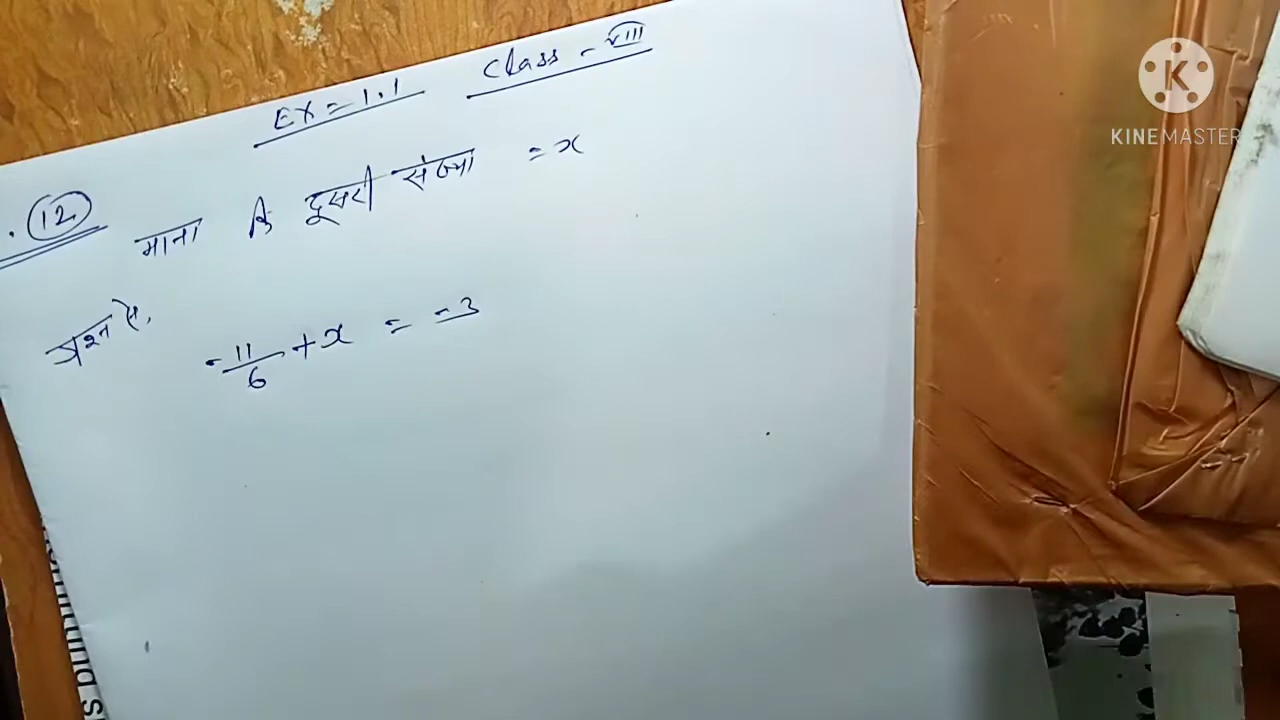 Ex = 1.1 Class - VIII
. 12 माना कि दूसरी संख्या = x
प्रश्न से,
-11/6 + x = -3
KINEMASTER